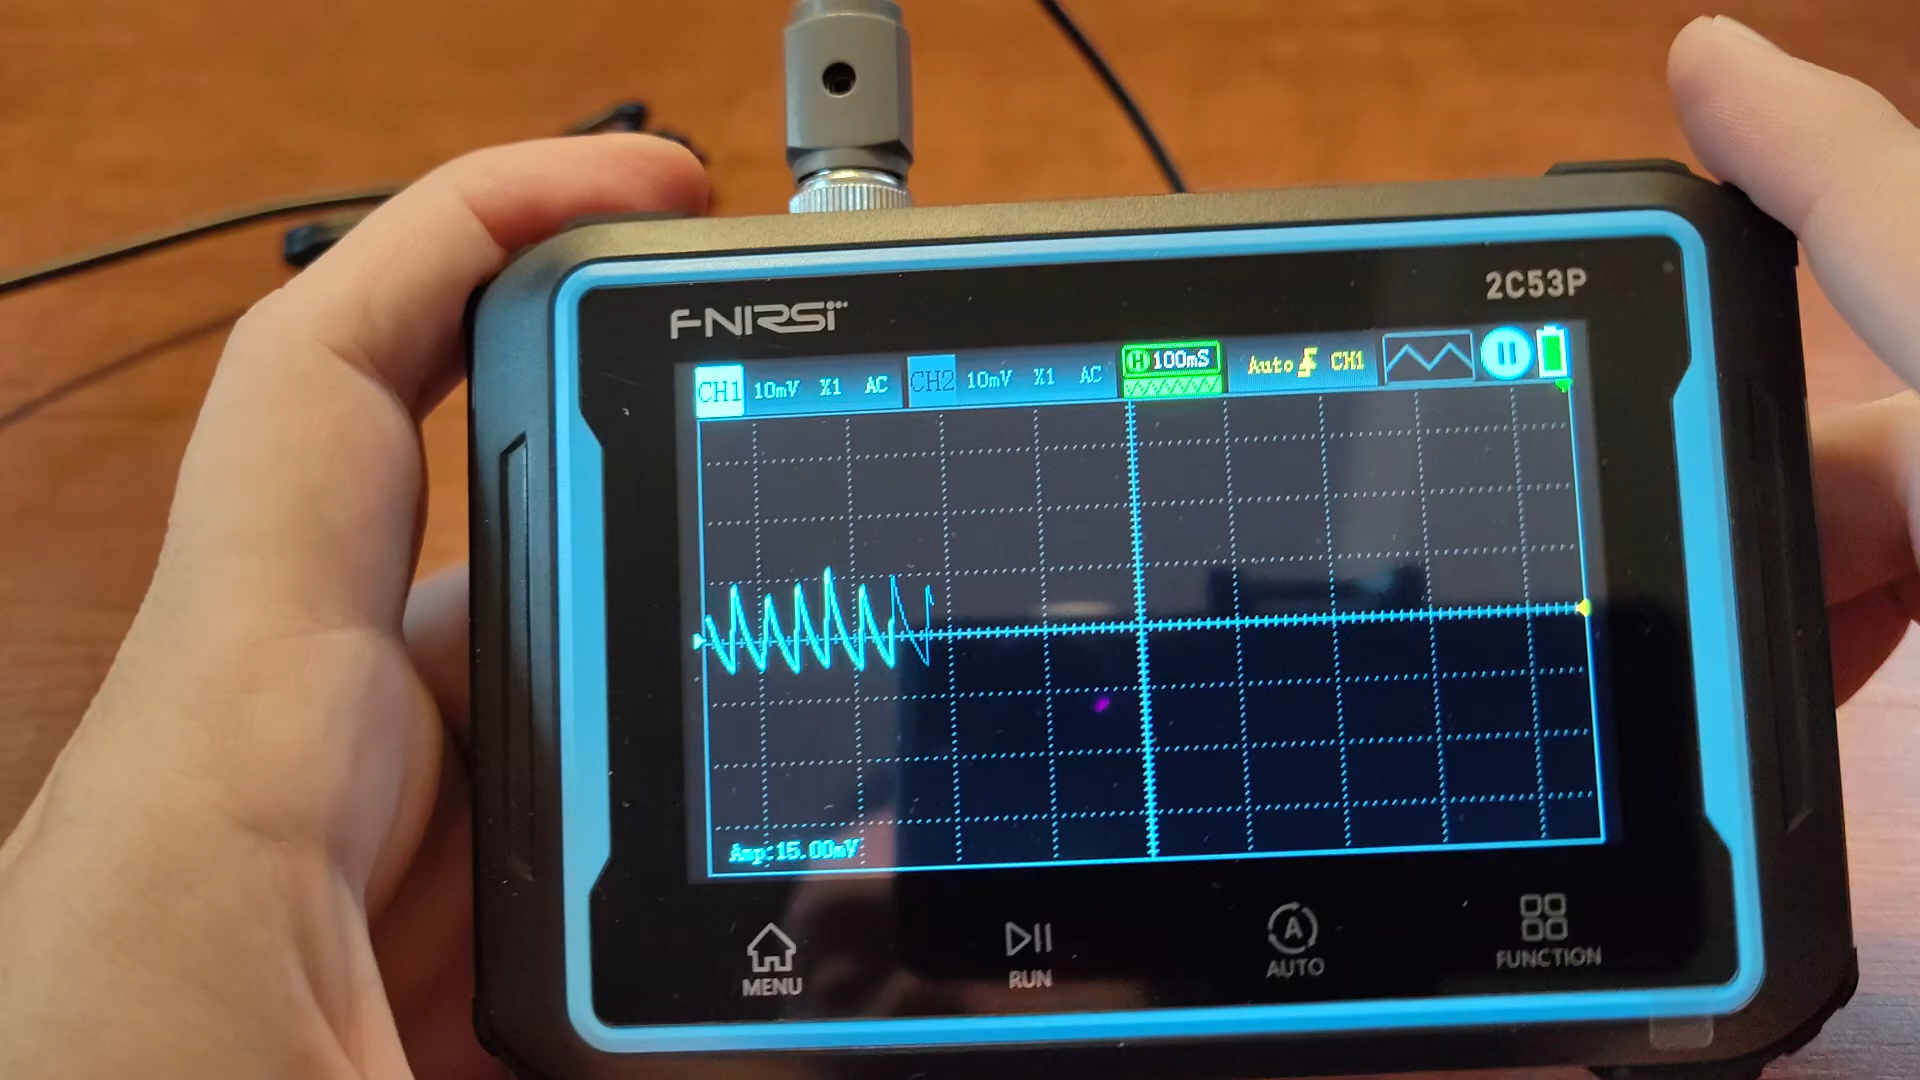 FNIRSI
2C53P
CH1 10mV X1 AC CH2 10mV X1 AC H 100mS Auto CH1
Amp:15.00mV
MENU
RUN
A
AUTO
FUNCTION